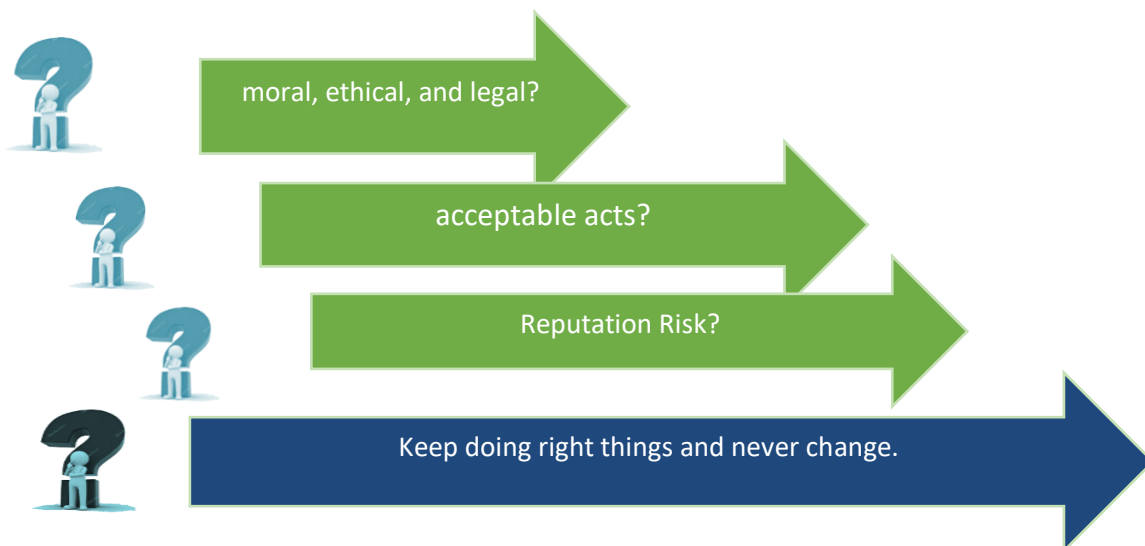 moral, ethical, and legal?
acceptable acts?
Reputation Risk?
Keep doing right things and never change.